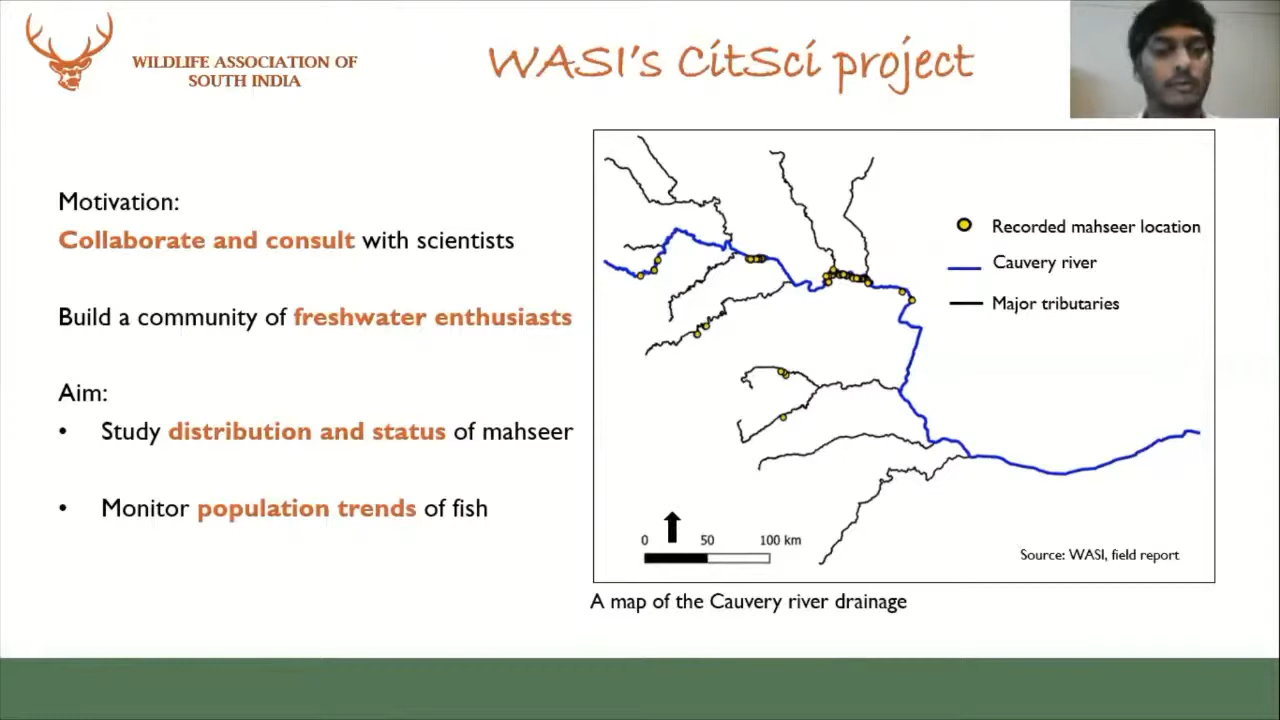 WILDLIFE ASSOCIATION OF
SOUTH INDIA
WASI's CitSci project
Motivation:
Collaborate and consult with scientists
Build a community of freshwater enthusiasts
Aim:
• Study distribution and status of mahseer
• Monitor population trends of fish
Recorded mahseer location
Cauvery river
Major tributaries
0 50 100 km
Source: WASI, field report
A map of the Cauvery river drainage